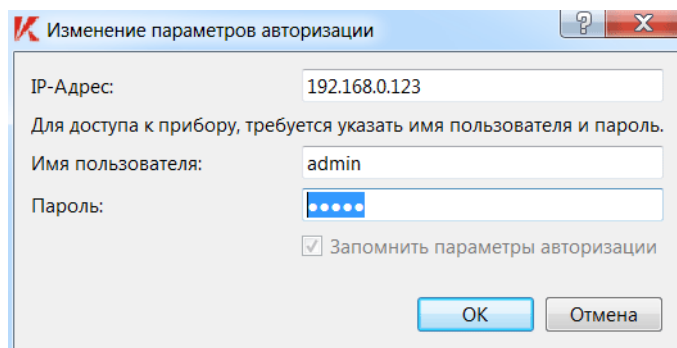 Изменение параметров авторизации
IP-Адрес: 192.168.0.123
Для доступа к прибору, требуется указать имя пользователя и пароль.
Имя пользователя: admin
Пароль: •••••
Запомнить параметры авторизации
OK Отмена